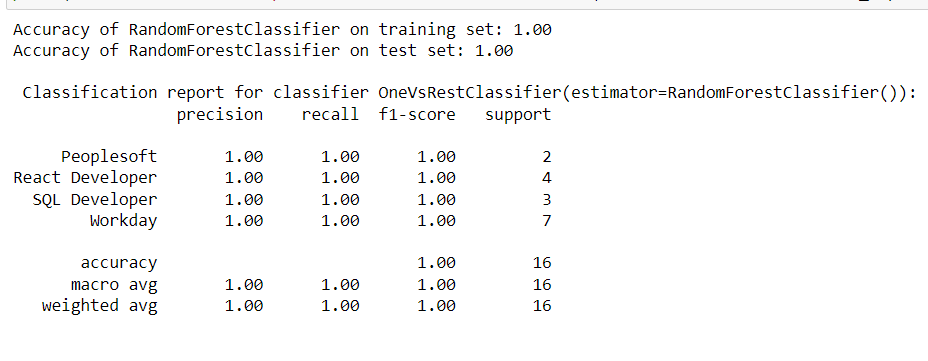 Accuracy of RandomForestClassifier on training set: 1.00
Accuracy of RandomForestClassifier on test set: 1.00
Classification report for classifier OneVsRestClassifier(estimator=RandomForestClassifier()):
precision recall f1-score support
Peoplesoft 1.00 1.00 1.00 2
React Developer 1.00 1.00 1.00 4
SQL Developer 1.00 1.00 1.00 3
Workday 1.00 1.00 1.00 7
accuracy 1.00 16
macro avg 1.00 1.00 1.00 16
weighted avg 1.00 1.00 1.00 16